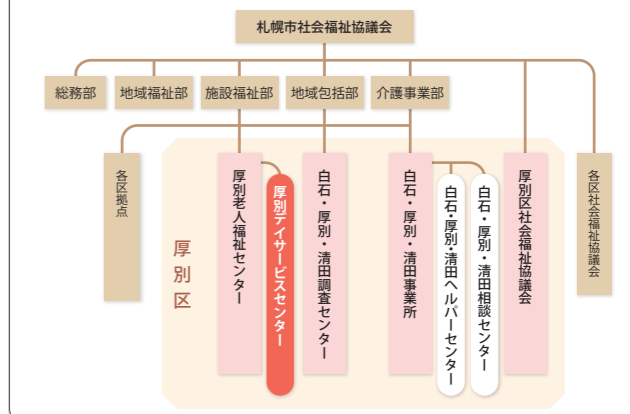 札幌市社会福祉協議会
総務部
地域福祉部
施設福祉部
地域包括部
介護事業部
各区拠点
厚別区
厚別老人福祉センター
厚別デイサービスセンター
白石・厚別・清田調査センター
白石・厚別・清田事業所
白石・厚別・清田ヘルパーセンター
白石・厚別・清田相談センター
厚別区社会福祉協議会
各区社会福祉協議会